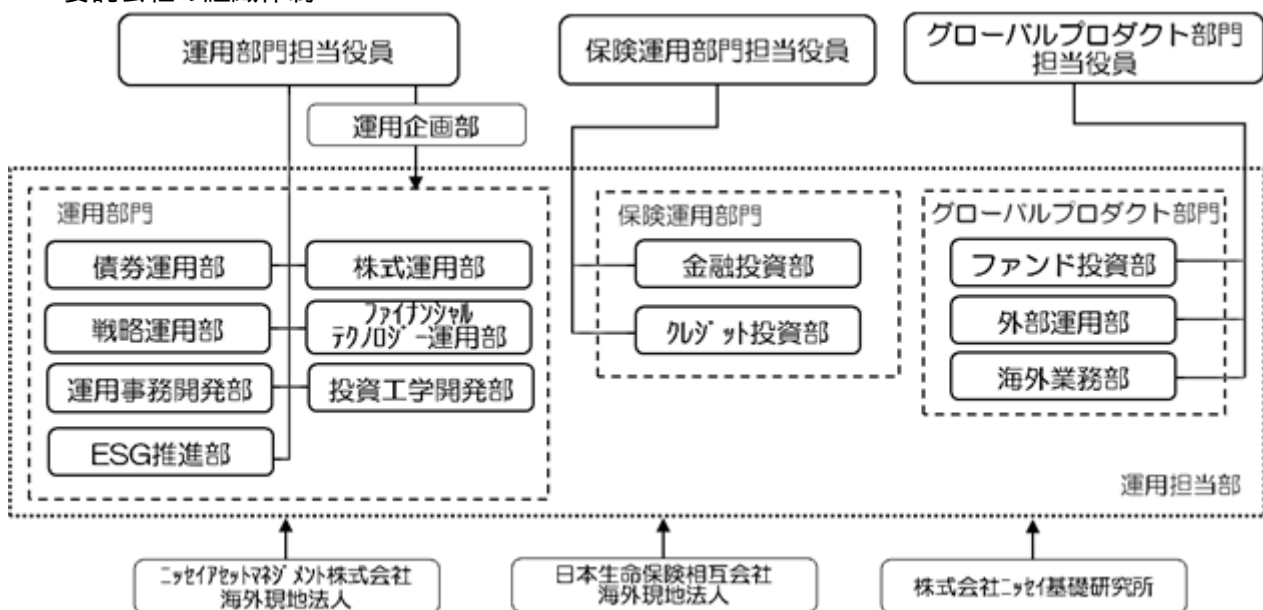 運用部門担当役員
保険運用部門担当役員
グローバルプロダクト部門
担当役員
運用企画部
運用部門
債券運用部
株式運用部
戦略運用部
ファイナンシャル
テクノロジー運用部
運用事務開発部
投資工学開発部
ESG推進部
保険運用部門
金融投資部
クレジット投資部
グローバルプロダクト部門
ファンド投資部
外部運用部
海外業務部
運用担当部
ニッセイアセットマネジメント株式会社
海外現地法人
日本生命保険相互会社
海外現地法人
株式会社ニッセイ基礎研究所